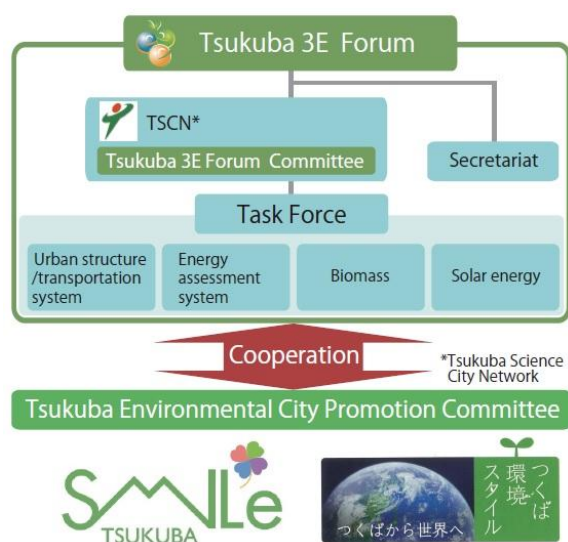 Tsukuba 3E Forum
TSCN*
Tsukuba 3E Forum Committee
Secretariat
Task Force
Urban structure
/transportation
system
Energy
assessment
system
Biomass
Solar energy
Cooperation
*Tsukuba Science
City Network
Tsukuba Environmental City Promotion Committee
SMILe
TSUKUBA
つくば
環境
スタイル
つくばから世界へ